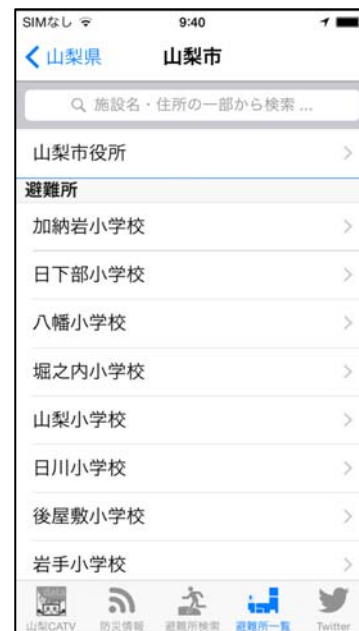 SIMなし 9:40
山梨県 山梨市
施設名・住所の一部から検索 ...
山梨市役所
避難所
加納岩小学校
日下部小学校
八幡小学校
堀之内小学校
山梨小学校
日川小学校
後屋敷小学校
岩手小学校
山梨CATV 防災情報 避難所検索 避難所一覧 Twitter